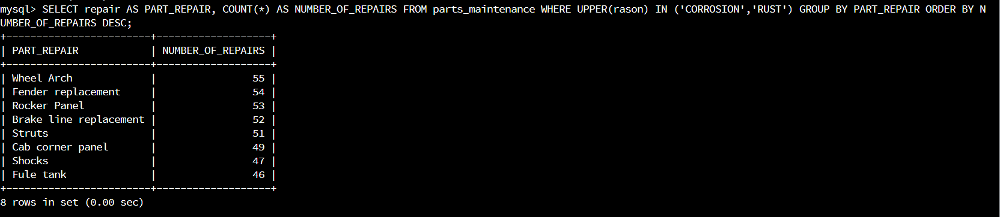 mysql> SELECT repair AS PART_REPAIR, COUNT(*) AS NUMBER_OF_REPAIRS FROM parts_maintenance WHERE UPPER(rason) IN ('CORROSION','RUST') GROUP BY PART_REPAIR ORDER BY N
UMBER_OF_REPAIRS DESC;
+------------------------+-------------------+
| PART_REPAIR            | NUMBER_OF_REPAIRS |
+------------------------+-------------------+
| Wheel Arch             |                55 |
| Fender replacement     |                54 |
| Rocker Panel           |                53 |
| Brake line replacement |                52 |
| Struts                 |                51 |
| Cab corner panel       |                49 |
| Shocks                 |                47 |
| Fule tank              |                46 |
+------------------------+-------------------+
8 rows in set (0.00 sec)